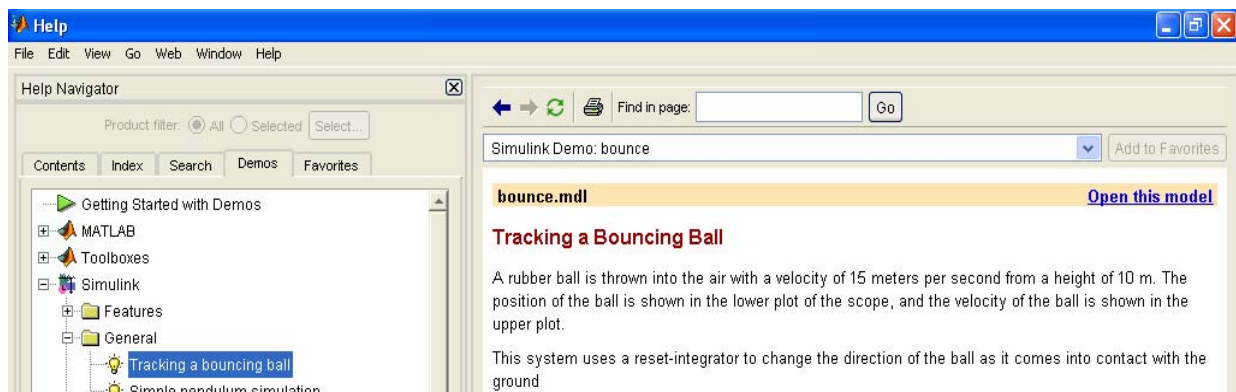 Help
File Edit View Go Web Window Help
Help Navigator
Product filter: All Selected Select...
Contents Index Search Demos Favorites
Getting Started with Demos
MATLAB
Toolboxes
Simulink
Features
General
Tracking a bouncing ball
Simple pendulum simulation
Find in page: Go
Simulink Demo: bounce Add to Favorites
bounce.mdl Open this model
Tracking a Bouncing Ball
A rubber ball is thrown into the air with a velocity of 15 meters per second from a height of 10 m. The
position of the ball is shown in the lower plot of the scope, and the velocity of the ball is shown in the
upper plot.
This system uses a reset-integrator to change the direction of the ball as it comes into contact with the
ground